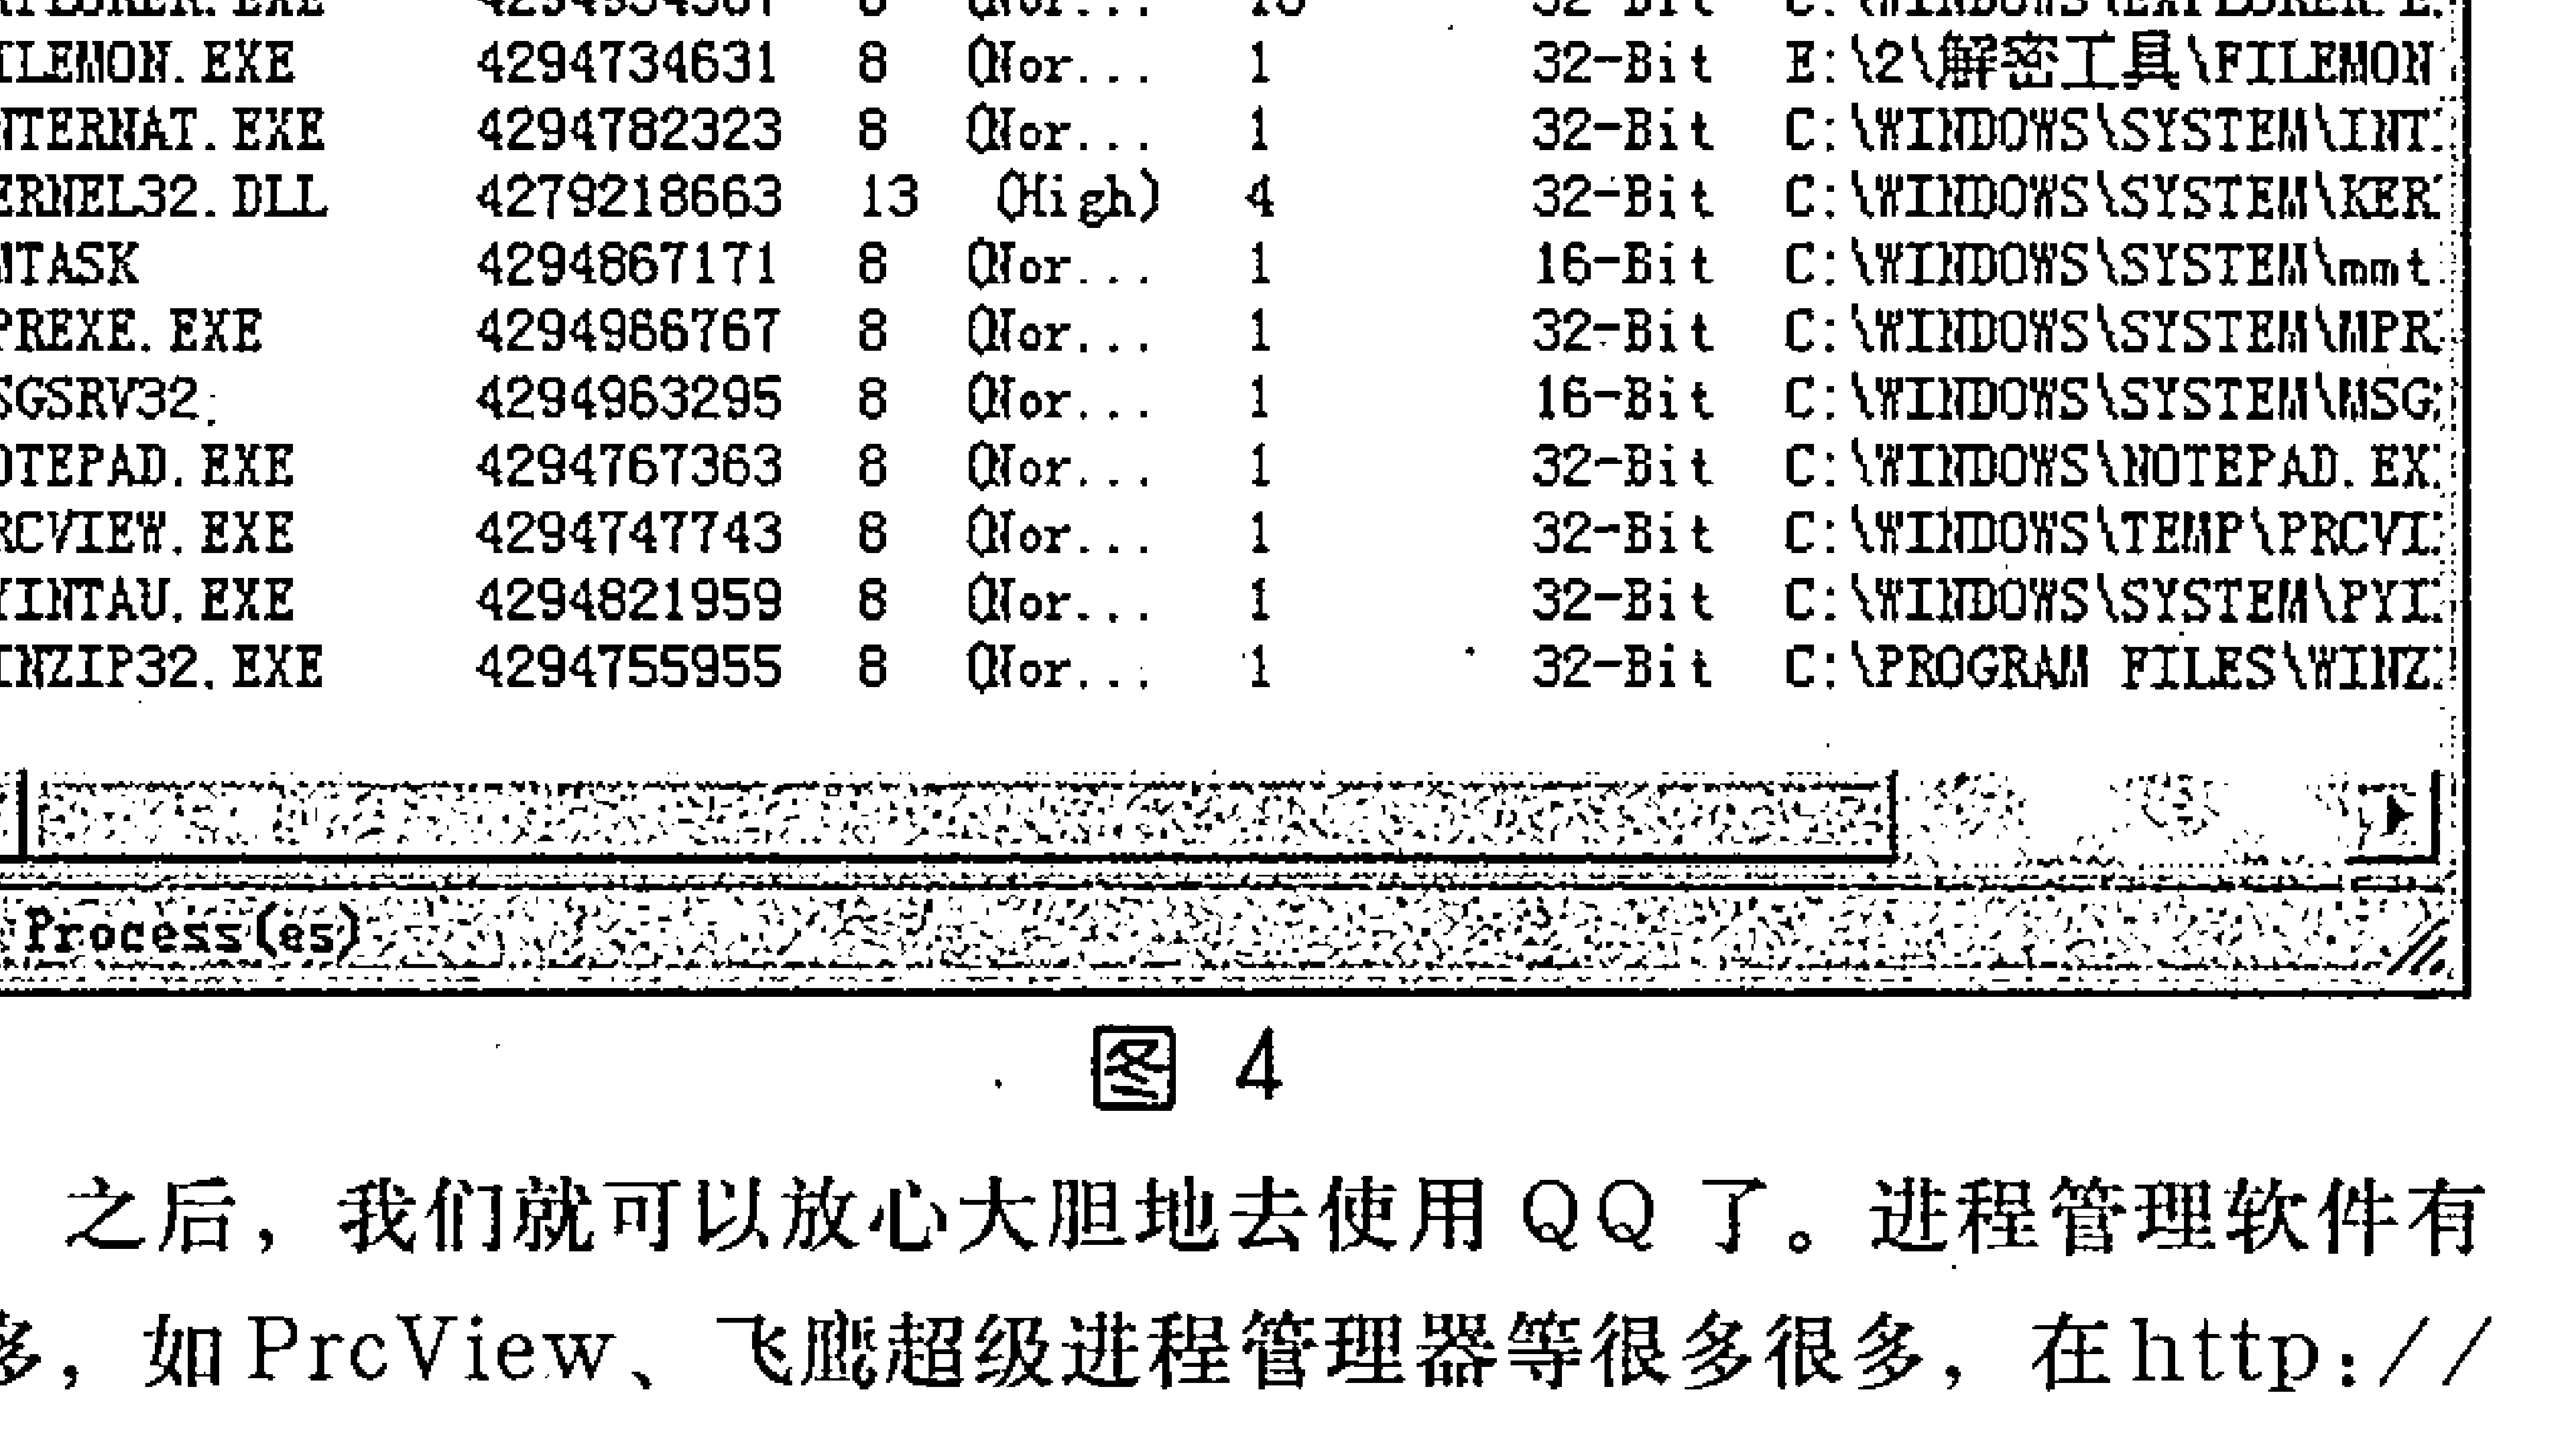 ILEMON.EXE 4294734631 8 (Nor... 1 32-Bit E:\2\解密工具\FILEMON
NTERNAT.EXE 4294782323 8 (Nor... 1 32-Bit C:\WINDOWS\SYSTEM\INT
ERNEL32.DLL 4279218663 13 (High) 4 32-Bit C:\WINDOWS\SYSTEM\KER
MTASK 4294867171 8 (Nor... 1 16-Bit C:\WINDOWS\SYSTEM\mmt
PREXE.EXE 4294966767 8 (Nor... 1 32-Bit C:\WINDOWS\SYSTEM\MPR
SGSRV32 4294963295 8 (Nor... 1 16-Bit C:\WINDOWS\SYSTEM\MSG
OTEPAD.EXE 4294767363 8 (Nor... 1 32-Bit C:\WINDOWS\NOTEPAD.EX
RCVIEW.EXE 4294747743 8 (Nor... 1 32-Bit C:\WINDOWS\TEMP\PRCVI
YINTAU.EXE 4294821959 8 (Nor... 1 32-Bit C:\WINDOWS\SYSTEM\PYI
INZIP32.EXE 4294755955 8 (Nor... 1 32-Bit C:\PROGRAM FILES\WINZ
Process(es)
图 4
之后，我们就可以放心大胆地去使用 QQ 了。进程管理软件有
多，如PrcView、飞鹰超级进程管理器等很多很多，在http://